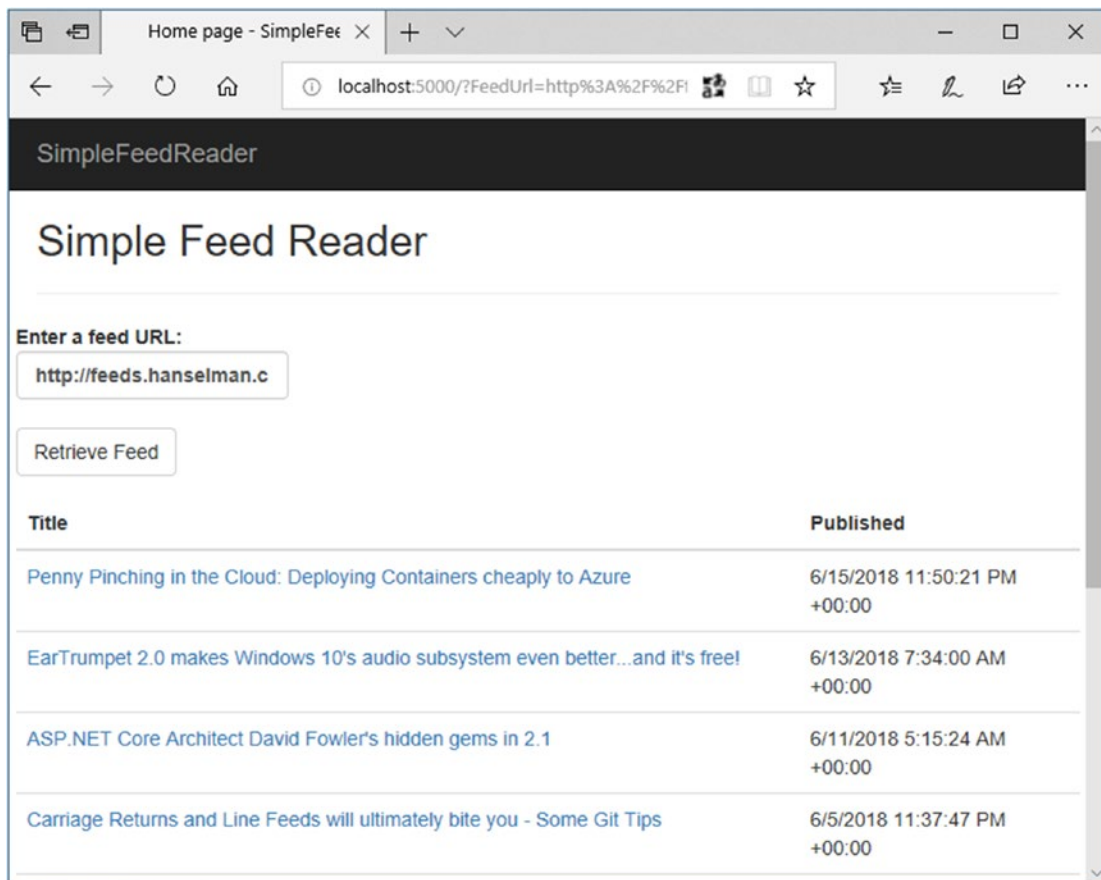 Home page - SimpleFee
localhost:5000/?FeedUrl=http%3A%2F%2F
SimpleFeedReader
Simple Feed Reader
Enter a feed URL:
http://feeds.hanselman.c
Retrieve Feed
Title Published
Penny Pinching in the Cloud: Deploying Containers cheaply to Azure 6/15/2018 11:50:21 PM
+00:00
EarTrumpet 2.0 makes Windows 10's audio subsystem even better...and it's free! 6/13/2018 7:34:00 AM
+00:00
ASP.NET Core Architect David Fowler's hidden gems in 2.1 6/11/2018 5:15:24 AM
+00:00
Carriage Returns and Line Feeds will ultimately bite you - Some Git Tips 6/5/2018 11:37:47 PM
+00:00